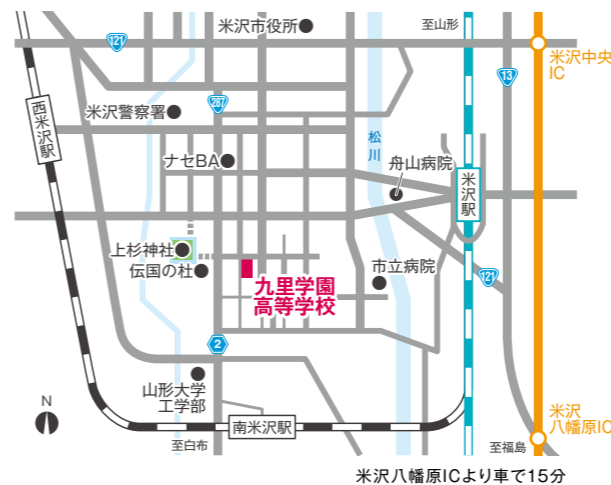 米沢市役所
至山形
121
287
13
米沢中央
IC
西米沢駅
米沢警察署
松川
ナセBA
舟山病院
米沢駅
上杉神社
伝国の杜
九里学園
高等学校
市立病院
121
2
山形大学
工学部
N
南米沢駅
至白布
至福島
米沢
八幡原IC
米沢八幡原ICより車で15分